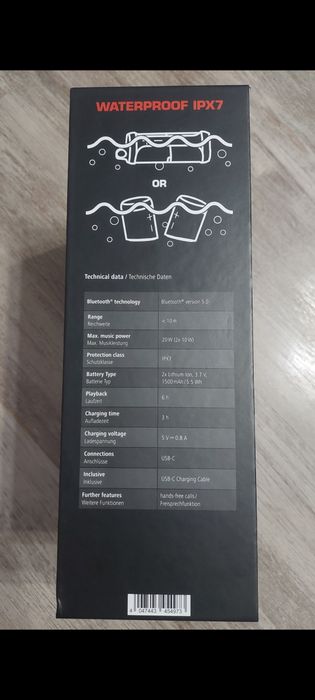 WATERPROOF IPX7
OR
Technical data / Technische Daten
Bluetooth® technology Bluetooth® version 5.0
Range < 10 m
Reichweite
Max. music power 20 W (2x 10 W)
Max. Musikleistung
Protection class IPX7
Schutzklasse
Battery Type 2x Lithium Ion, 3.7 V,
Batterie Typ 1500 mAh / 5.5 Wh
Playback 6 h
Laufzeit
Charging time 3 h
Aufladezeit
Charging voltage 5 V ⎓ 0.8 A
Ladespannung
Connections USB-C
Anschlüsse
Inclusive USB-C Charging Cable
Inklusive
Further features hands-free calls /
Weitere Funktionen Freisprechfunktion
4 047443 454973